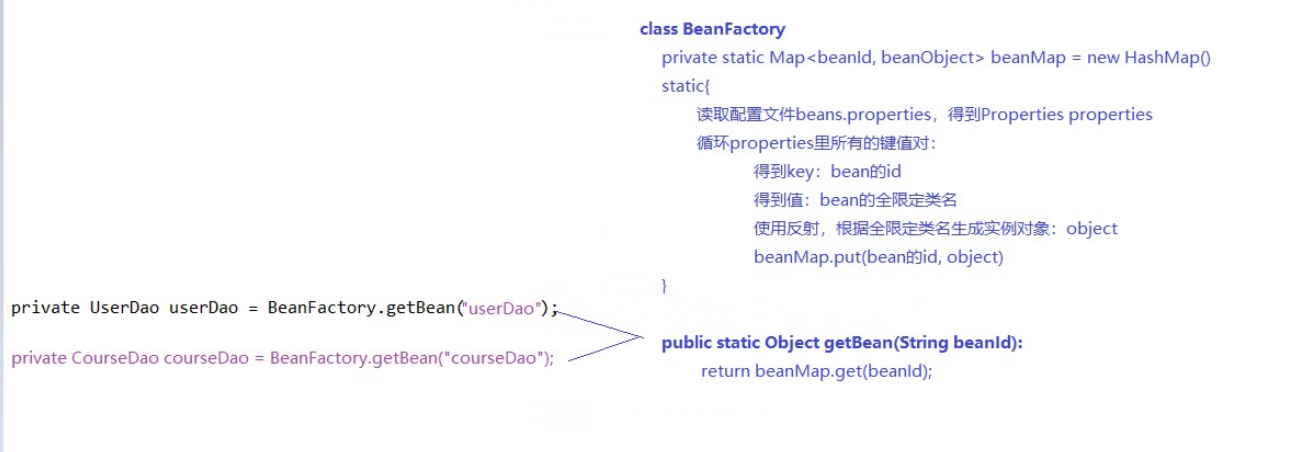 class BeanFactory
private static Map<beanId, beanObject> beanMap = new HashMap()
static{
读取配置文件beans.properties，得到Properties properties
循环properties里所有的键值对：
得到key：bean的id
得到值：bean的全限定类名
使用反射，根据全限定类名生成实例对象：object
beanMap.put(bean的id, object)
}
private UserDao userDao = BeanFactory.getBean("userDao");
public static Object getBean(String beanId):
private CourseDao courseDao = BeanFactory.getBean("courseDao");
return beanMap.get(beanId);